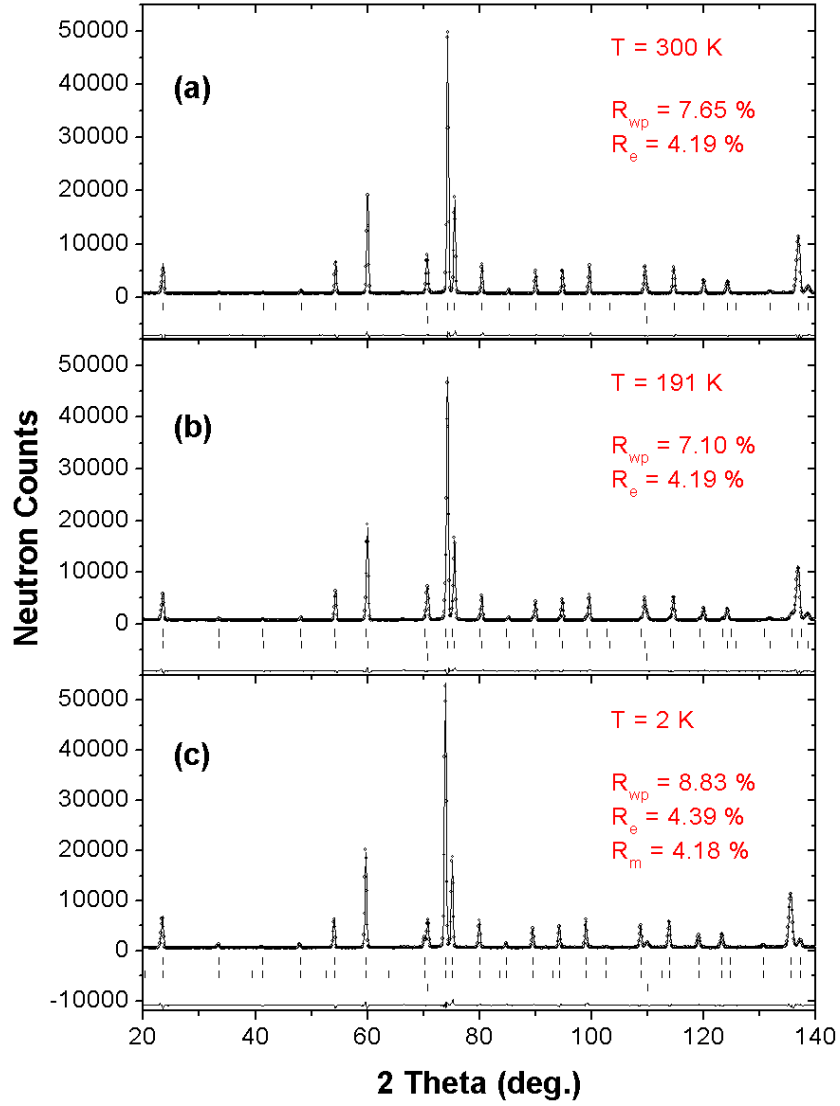 50000
40000
30000
20000
10000
0
(a)
T = 300 K
R_wp = 7.65 %
R_e = 4.19 %
50000
40000
30000
20000
10000
0
(b)
T = 191 K
R_wp = 7.10 %
R_e = 4.19 %
50000
40000
30000
20000
10000
0
-10000
(c)
T = 2 K
R_wp = 8.83 %
R_e = 4.39 %
R_m = 4.18 %
Neutron Counts
20 40 60 80 100 120 140
2 Theta (deg.)